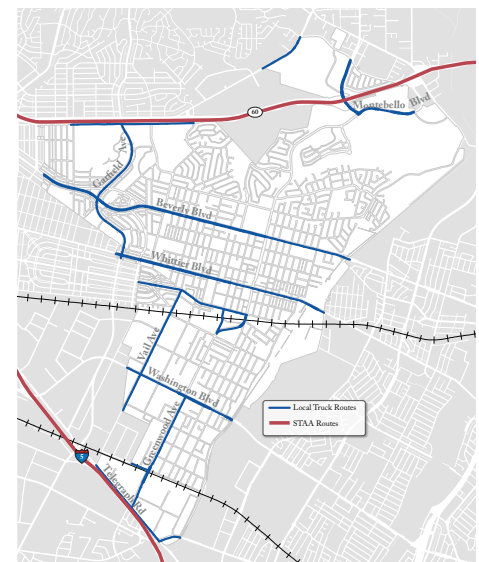 60
Montebello Blvd
Garfield Ave
Beverly Blvd
Whittier Blvd
Vail Ave
Washington Blvd
Greenwood Ave
Local Truck Routes
STAA Routes
5
Telegraph Rd